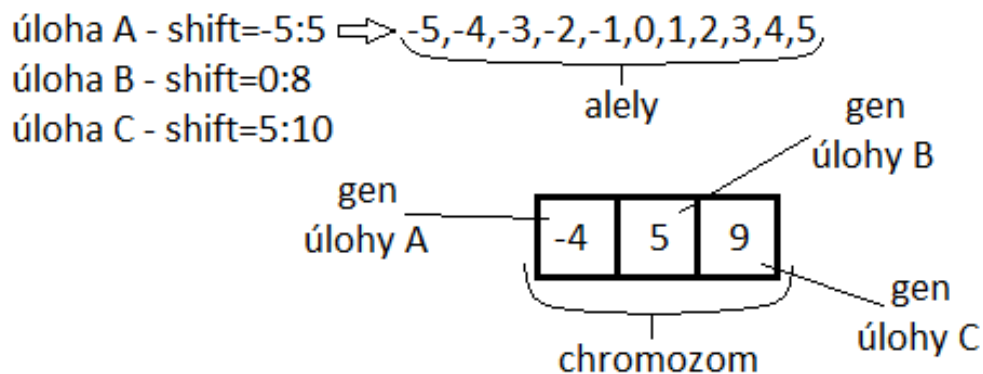 úloha A - shift=-5:5 ⇨ -5,-4,-3,-2,-1,0,1,2,3,4,5
úloha B - shift=0:8
úloha C - shift=5:10
alely
gen
úlohy B
gen
úlohy A
-4 5 9
gen
úlohy C
chromozom